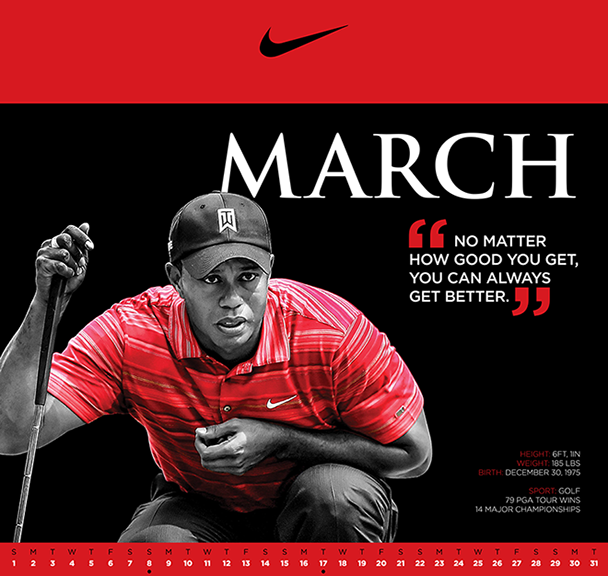 MARCH
TW
“ NO MATTER
HOW GOOD YOU GET,
YOU CAN ALWAYS
GET BETTER. ”
HEIGHT: 6FT, 1IN
WEIGHT: 185 LBS
BIRTH: DECEMBER 30, 1975
SPORT: GOLF
79 PGA TOUR WINS
14 MAJOR CHAMPIONSHIPS
S M T W T F S S M T W T F S S M T W T F S S M T W T F S S M T
1 2 3 4 5 6 7 8 9 10 11 12 13 14 15 16 17 18 19 20 21 22 23 24 25 26 27 28 29 30 31